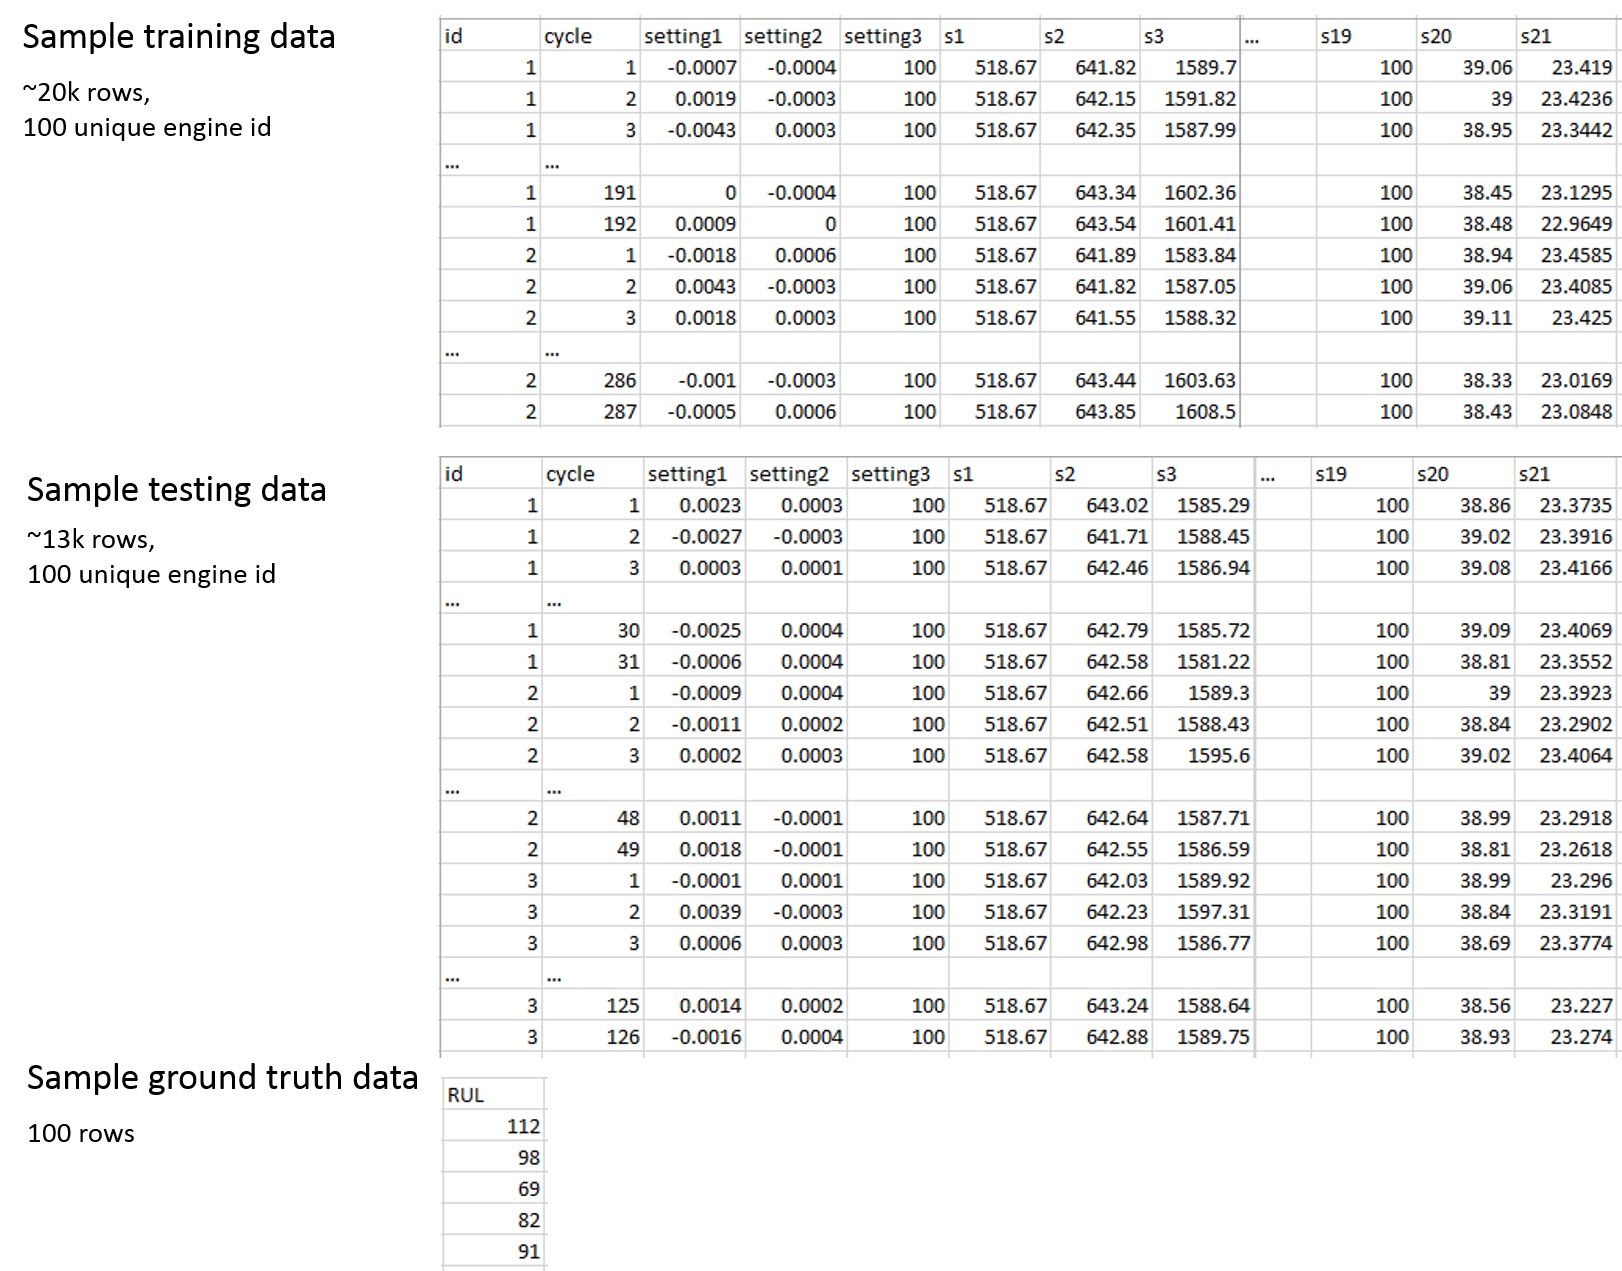 Sample training data
~20k rows,
100 unique engine id
id cycle setting1 setting2 setting3 s1 s2 s3 ... s19 s20 s21
1 1 -0.0007 -0.0004 100 518.67 641.82 1589.7 100 39.06 23.419
1 2 0.0019 -0.0003 100 518.67 642.15 1591.82 100 39 23.4236
1 3 -0.0043 0.0003 100 518.67 642.35 1587.99 100 38.95 23.3442
... ...
1 191 0 -0.0004 100 518.67 643.34 1602.36 100 38.45 23.1295
1 192 0.0009 0 100 518.67 643.54 1601.41 100 38.48 22.9649
2 1 -0.0018 0.0006 100 518.67 641.89 1583.84 100 38.94 23.4585
2 2 0.0043 -0.0003 100 518.67 641.82 1587.05 100 39.06 23.4085
2 3 0.0018 0.0003 100 518.67 641.55 1588.32 100 39.11 23.425
... ...
2 286 -0.001 -0.0003 100 518.67 643.44 1603.63 100 38.33 23.0169
2 287 -0.0005 0.0006 100 518.67 643.85 1608.5 100 38.43 23.0848
Sample testing data
~13k rows,
100 unique engine id
id cycle setting1 setting2 setting3 s1 s2 s3 ... s19 s20 s21
1 1 0.0023 0.0003 100 518.67 643.02 1585.29 100 38.86 23.3735
1 2 -0.0027 -0.0003 100 518.67 641.71 1588.45 100 39.02 23.3916
1 3 0.0003 0.0001 100 518.67 642.46 1586.94 100 39.08 23.4166
... ...
1 30 -0.0025 0.0004 100 518.67 642.79 1585.72 100 39.09 23.4069
1 31 -0.0006 0.0004 100 518.67 642.58 1581.22 100 38.81 23.3552
2 1 -0.0009 0.0004 100 518.67 642.66 1589.3 100 39 23.3923
2 2 -0.0011 0.0002 100 518.67 642.51 1588.43 100 38.84 23.2902
2 3 0.0002 0.0003 100 518.67 642.58 1595.6 100 39.02 23.4064
... ...
2 48 0.0011 -0.0001 100 518.67 642.64 1587.71 100 38.99 23.2918
2 49 0.0018 -0.0001 100 518.67 642.55 1586.59 100 38.81 23.2618
3 1 -0.0001 0.0001 100 518.67 642.03 1589.92 100 38.99 23.296
3 2 0.0039 -0.0003 100 518.67 642.23 1597.31 100 38.84 23.3191
3 3 0.0006 0.0003 100 518.67 642.98 1586.77 100 38.69 23.3774
... ...
3 125 0.0014 0.0002 100 518.67 643.24 1588.64 100 38.56 23.227
3 126 -0.0016 0.0004 100 518.67 642.88 1589.75 100 38.93 23.274
Sample ground truth data
100 rows
RUL
112
98
69
82
91